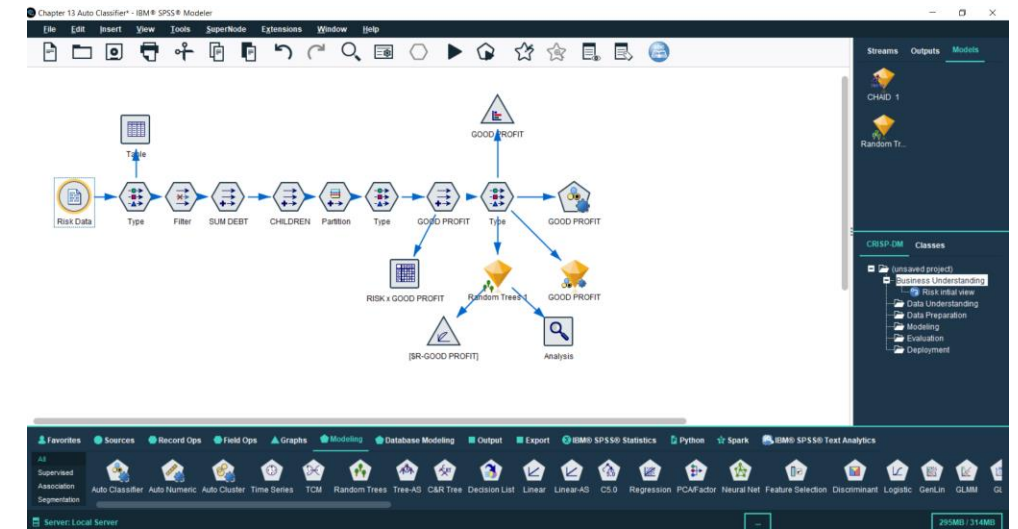 Chapter 13 Auto Classifier* - IBM® SPSS® Modeler
File Edit Insert View Tools SuperNode Extensions Window Help
Streams Outputs Models
CHAID 1
Random Tr...
GOOD PROFIT
Table
Risk Data Type Filter SUM DEBT CHILDREN Partition Type GOOD PROFIT Type GOOD PROFIT
RISK x GOOD PROFIT Random Trees 1 GOOD PROFIT
[$R-GOOD PROFIT] Analysis
CRISP-DM Classes
(unsaved project)
Business Understanding
Risk intial view
Data Understanding
Data Preparation
Modeling
Evaluation
Deployment
Favorites Sources Record Ops Field Ops Graphs Modeling Database Modeling Output Export IBM® SPSS® Statistics Python Spark IBM® SPSS® Text Analytics
All
Supervised
Association
Segmentation
Auto Classifier Auto Numeric Auto Cluster Time Series TCM Random Trees Tree-AS C&R Tree Decision List Linear Linear-AS C5.0 Regression PCA/Factor Neural Net Feature Selection Discriminant Logistic GenLin GLMM GL
Server: Local Server ... 295MB / 314MB